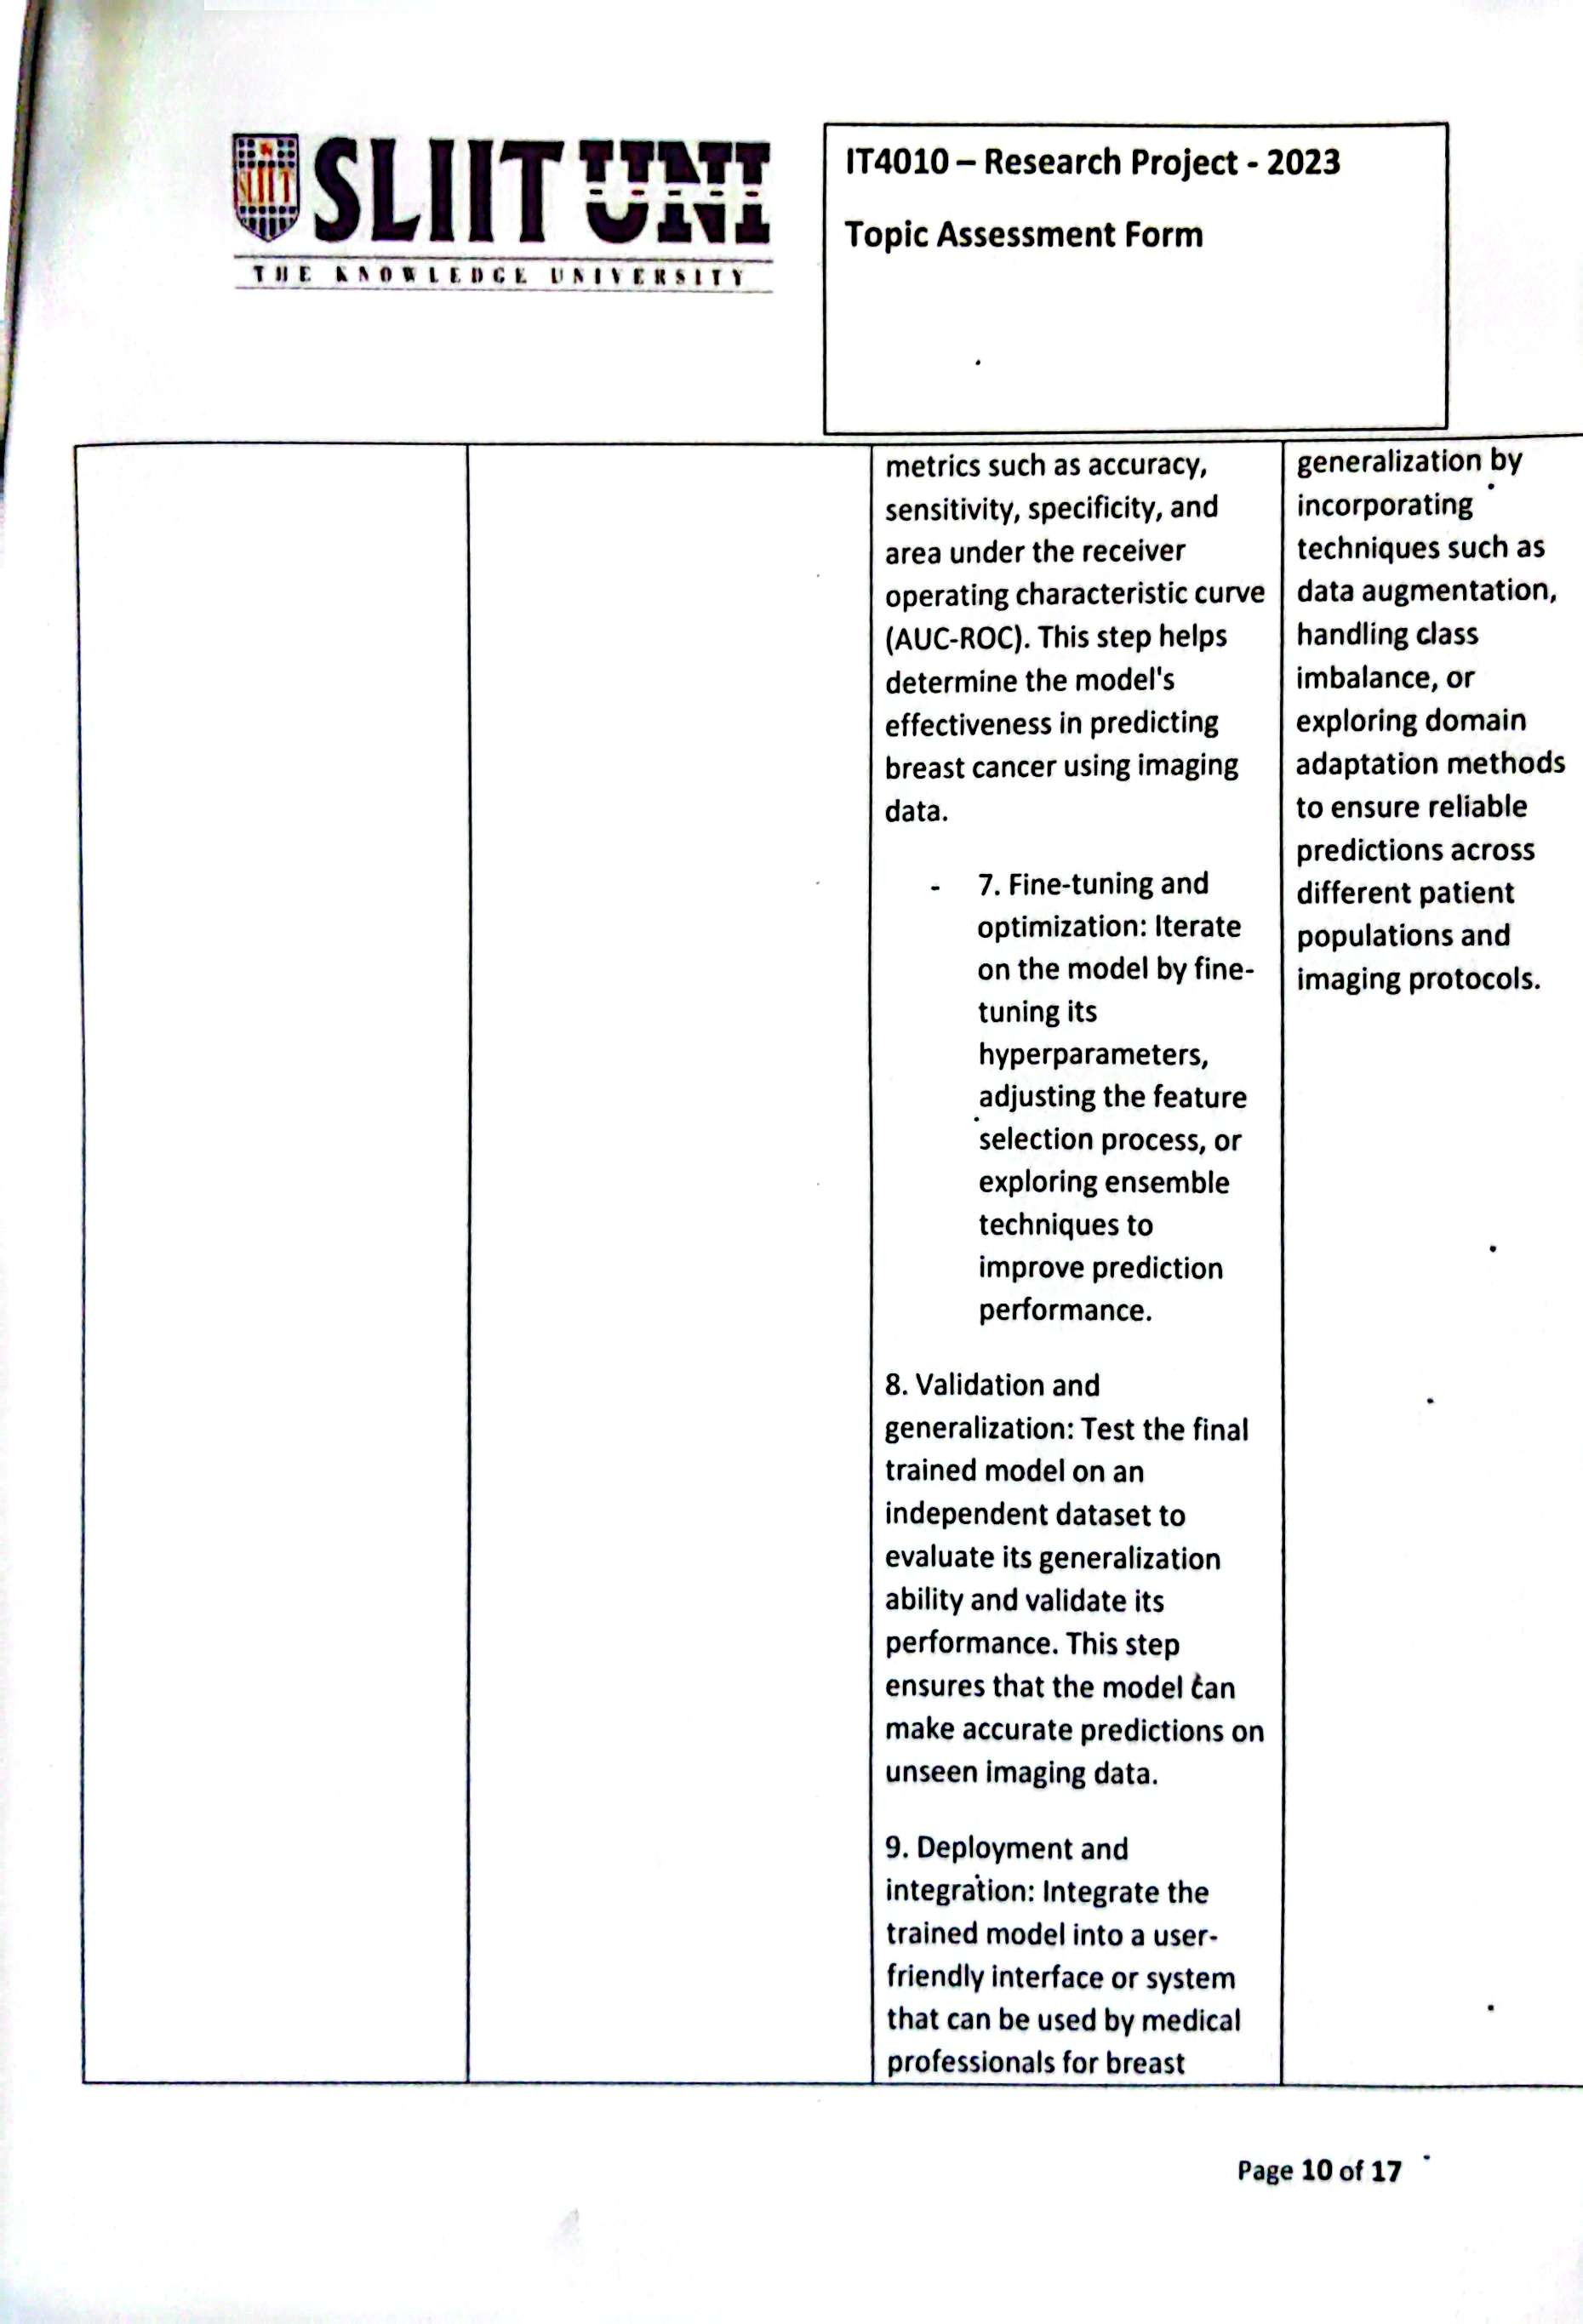 SLIIT
SLIIT UNI
THE KNOWLEDGE UNIVERSITY
IT4010 – Research Project - 2023
Topic Assessment Form
metrics such as accuracy,
sensitivity, specificity, and
area under the receiver
operating characteristic curve
(AUC-ROC). This step helps
determine the model's
effectiveness in predicting
breast cancer using imaging
data.
- 7. Fine-tuning and
optimization: Iterate
on the model by fine-
tuning its
hyperparameters,
adjusting the feature
selection process, or
exploring ensemble
techniques to
improve prediction
performance.
8. Validation and
generalization: Test the final
trained model on an
independent dataset to
evaluate its generalization
ability and validate its
performance. This step
ensures that the model can
make accurate predictions on
unseen imaging data.
9. Deployment and
integration: Integrate the
trained model into a user-
friendly interface or system
that can be used by medical
professionals for breast
generalization by
incorporating
techniques such as
data augmentation,
handling class
imbalance, or
exploring domain
adaptation methods
to ensure reliable
predictions across
different patient
populations and
imaging protocols.
Page 10 of 17